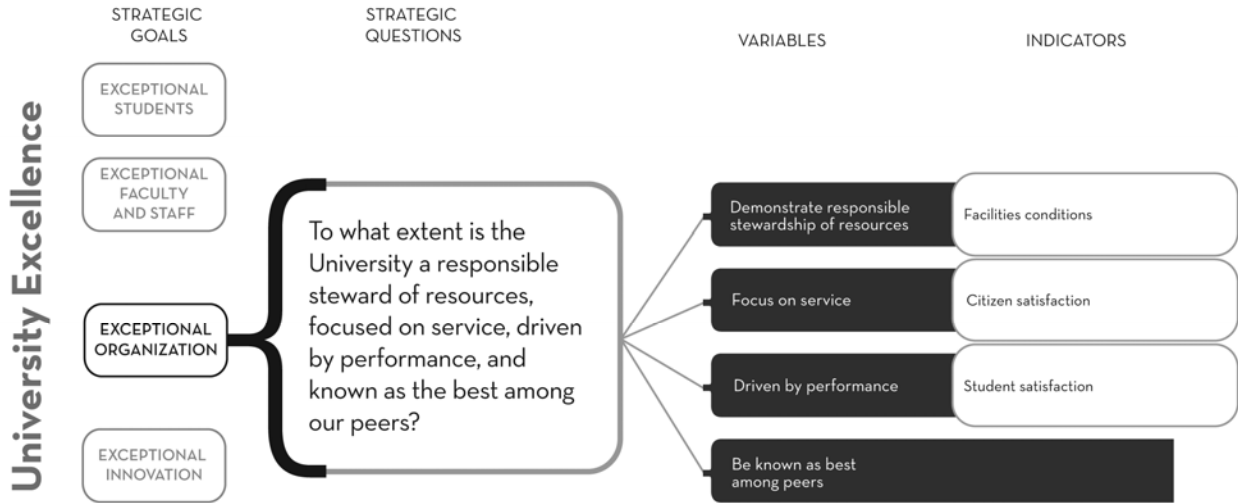 STRATEGIC
GOALS
STRATEGIC
QUESTIONS
VARIABLES
INDICATORS
University Excellence
EXCEPTIONAL
STUDENTS
EXCEPTIONAL
FACULTY
AND STAFF
EXCEPTIONAL
ORGANIZATION
EXCEPTIONAL
INNOVATION
To what extent is the
University a responsible
steward of resources,
focused on service, driven
by performance, and
known as the best among
our peers?
Demonstrate responsible
stewardship of resources
Facilities conditions
Focus on service
Citizen satisfaction
Driven by performance
Student satisfaction
Be known as best
among peers